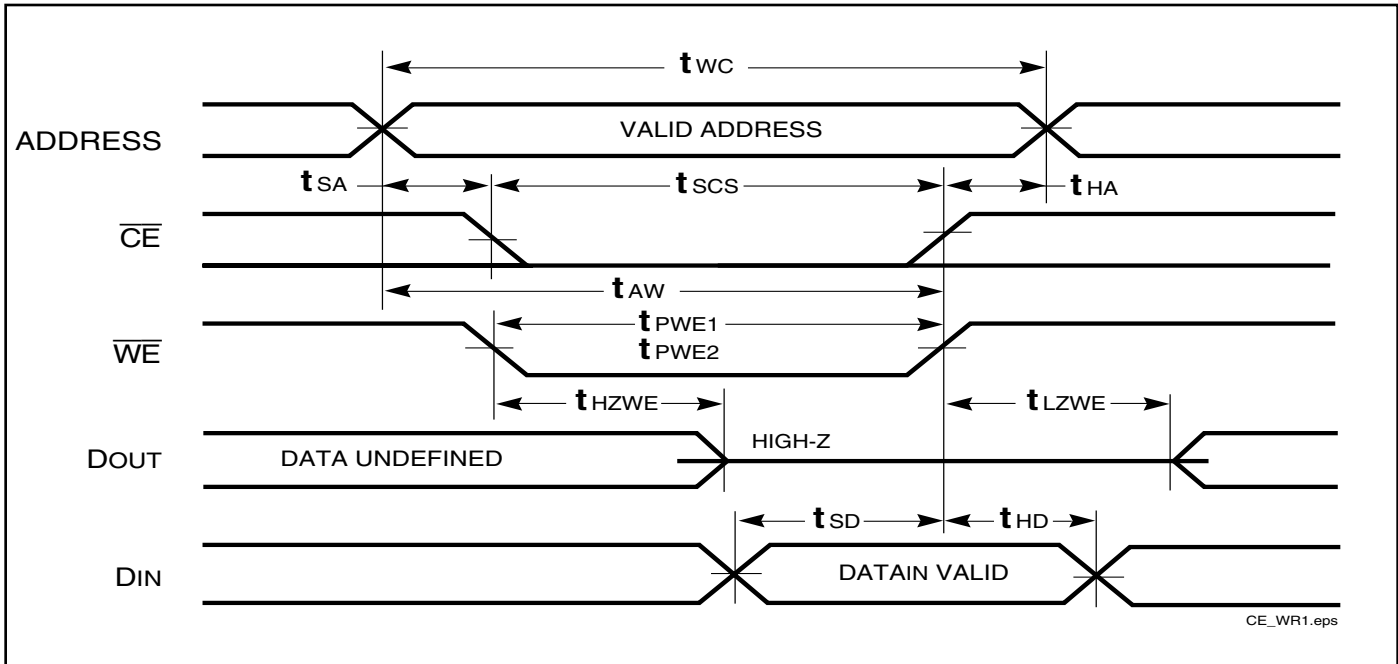 tWC
ADDRESS
VALID ADDRESS
tSA
tSCS
tHA
CE
tAW
tPWE1
WE
tPWE2
tHZWE
tLZWE
HIGH-Z
DOUT
DATA UNDEFINED
tSD
tHD
DIN
DATAIN VALID
CE_WR1.eps